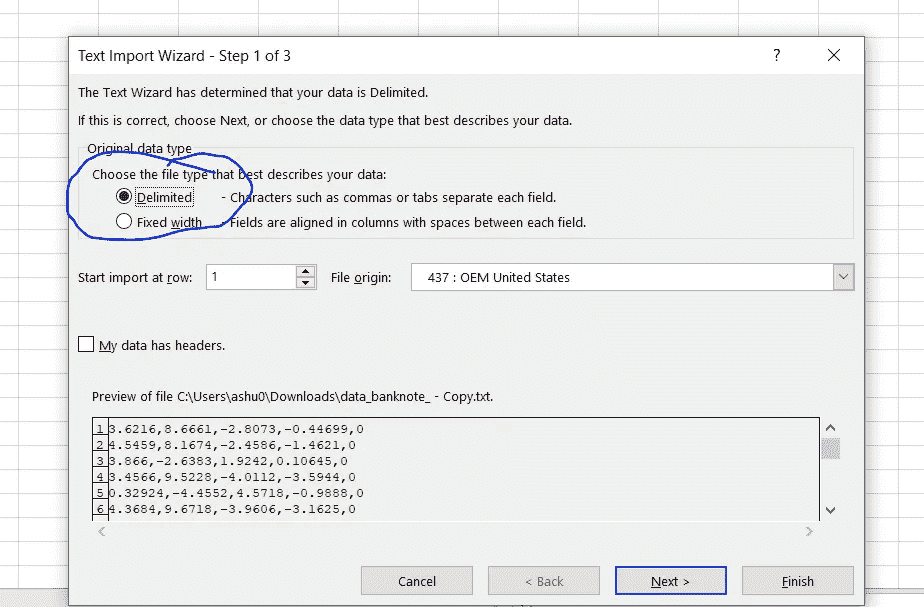 Text Import Wizard - Step 1 of 3 ?
The Text Wizard has determined that your data is Delimited.
If this is correct, choose Next, or choose the data type that best describes your data.
Original data type
Choose the file type that best describes your data:
Delimited - Characters such as commas or tabs separate each field.
Fixed width - Fields are aligned in columns with spaces between each field.
Start import at row: 1 File origin: 437 : OEM United States
My data has headers.
Preview of file C:\Users\ashu0\Downloads\data_banknote_ - Copy.txt.
1 3.6216,8.6661,-2.8073,-0.44699,0
2 4.5459,8.1674,-2.4586,-1.4621,0
3 3.866,-2.6383,1.9242,0.10645,0
4 3.4566,9.5228,-4.0112,-3.5944,0
5 0.32924,-4.4552,4.5718,-0.9888,0
6 4.3684,9.6718,-3.9606,-3.1625,0
Cancel < Back Next > Finish